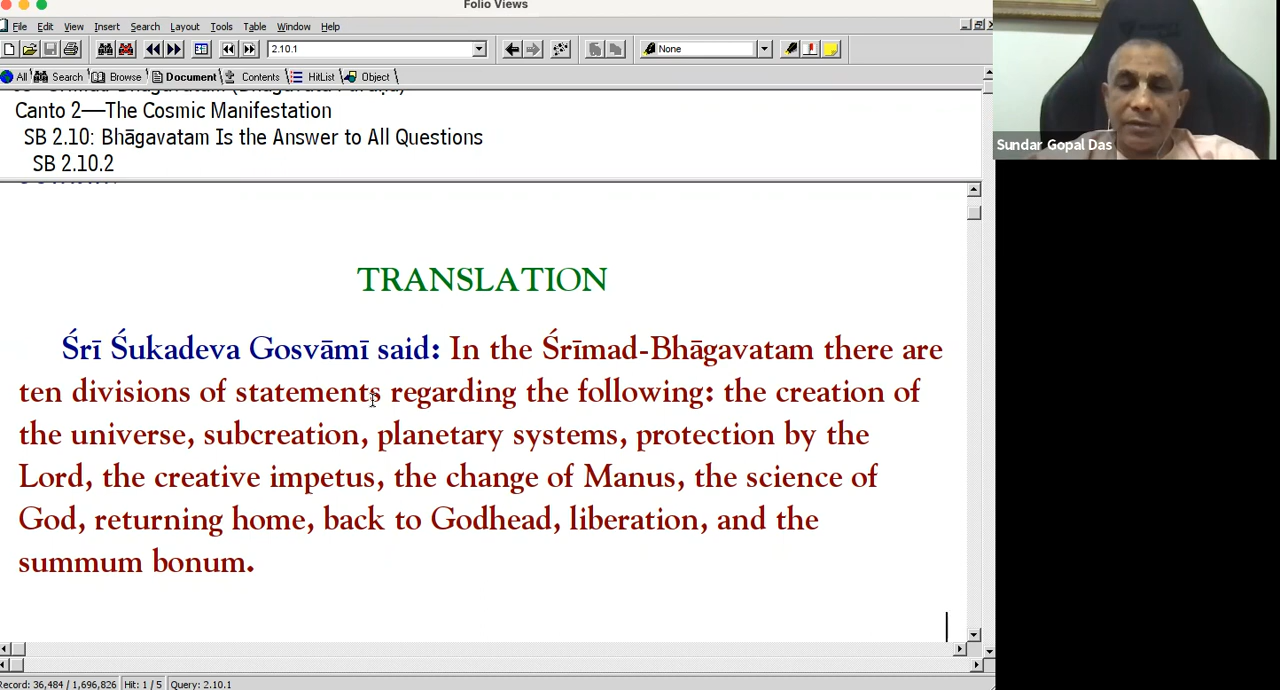 Folio Views
File Edit View Insert Search Layout Tools Table Window Help
2.10.1
None
All Search Browse Document Contents HitList Object
Canto 2—The Cosmic Manifestation
SB 2.10: Bhāgavatam Is the Answer to All Questions
SB 2.10.2
Sundar Gopal Das
TRANSLATION
Śrī Śukadeva Gosvāmī said: In the Śrīmad-Bhāgavatam there are
ten divisions of statements regarding the following: the creation of
the universe, subcreation, planetary systems, protection by the
Lord, the creative impetus, the change of Manus, the science of
God, returning home, back to Godhead, liberation, and the
summum bonum.
Record: 36,484 / 1,696,826 Hit: 1 / 5 Query: 2.10.1